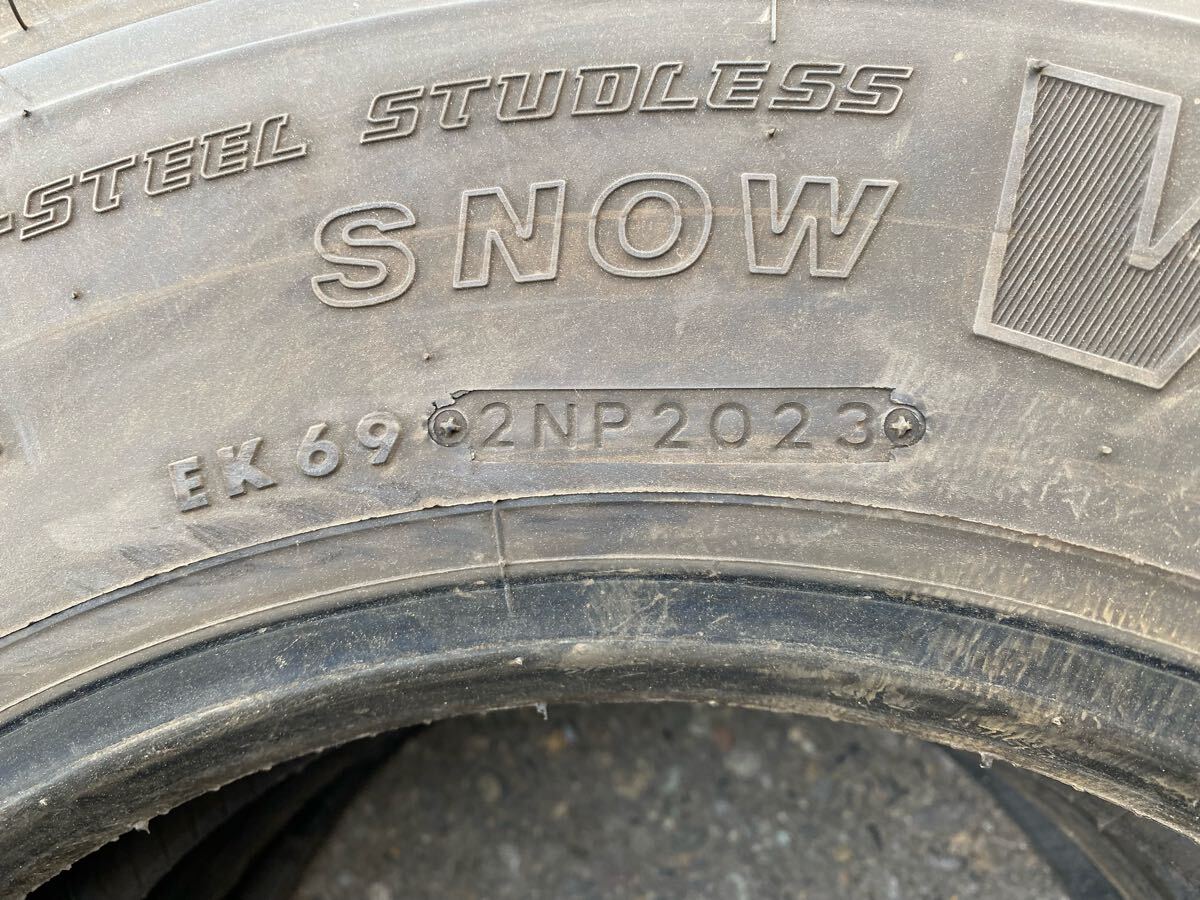 -STEEL STUDLESS
SNOW W
EK69 2NP2023